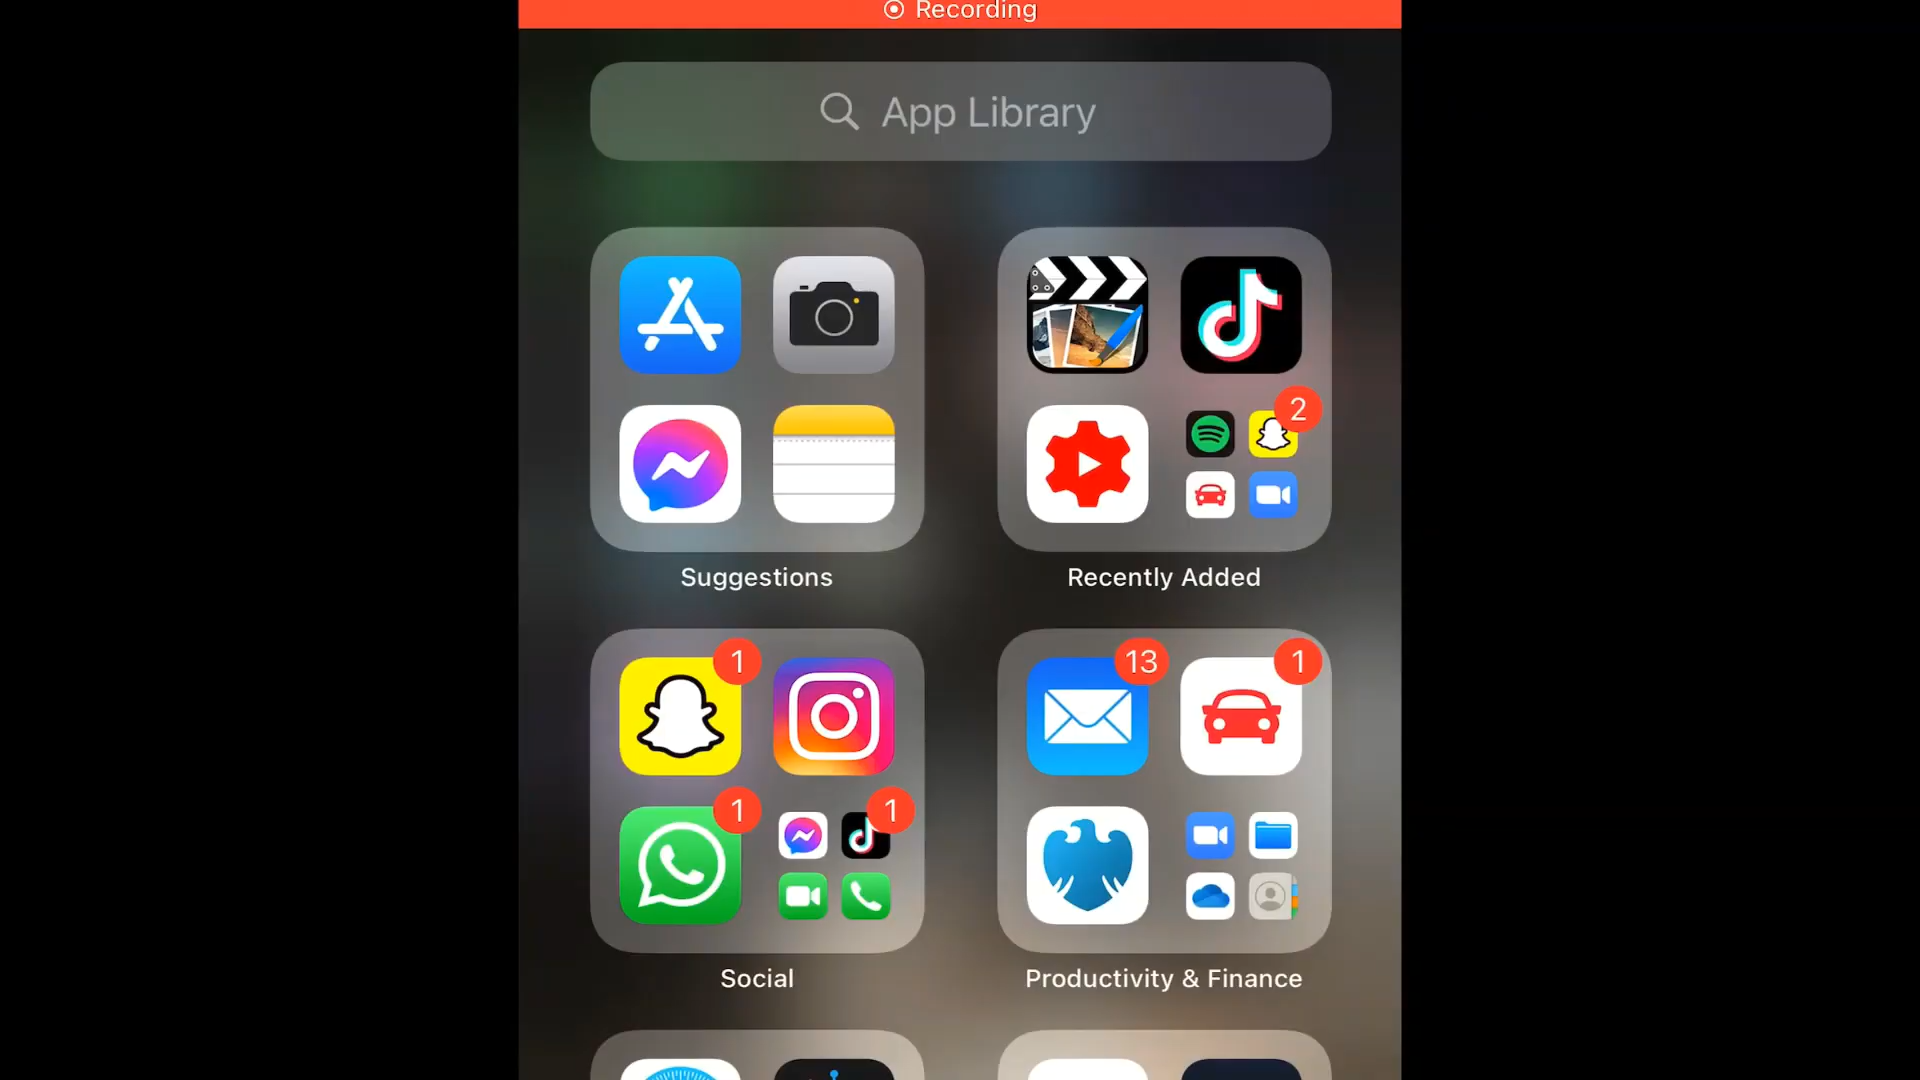 Recording
App Library
2
Suggestions
Recently Added
1
13
1
1
1
Social
Productivity & Finance